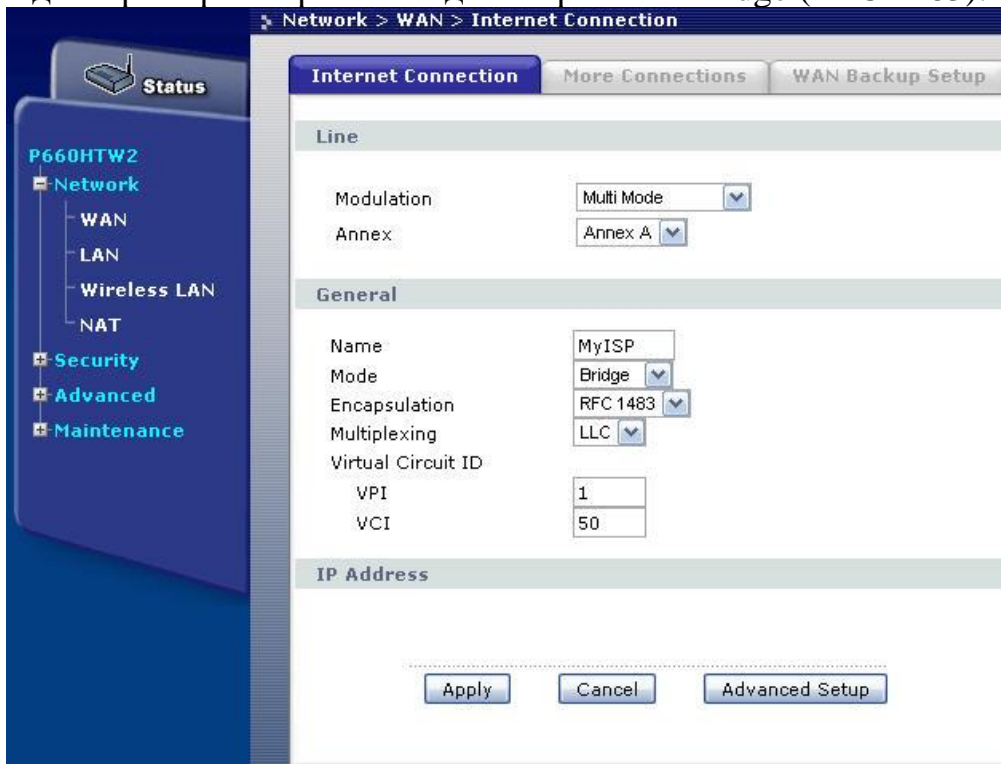 Network > WAN > Internet Connection
Status
P660HTW2
Network
WAN
LAN
Wireless LAN
NAT
Security
Advanced
Maintenance
Internet Connection
More Connections
WAN Backup Setup
Line
Modulation Multi Mode
Annex Annex A
General
Name MyISP
Mode Bridge
Encapsulation RFC 1483
Multiplexing LLC
Virtual Circuit ID
VPI 1
VCI 50
IP Address
Apply Cancel Advanced Setup